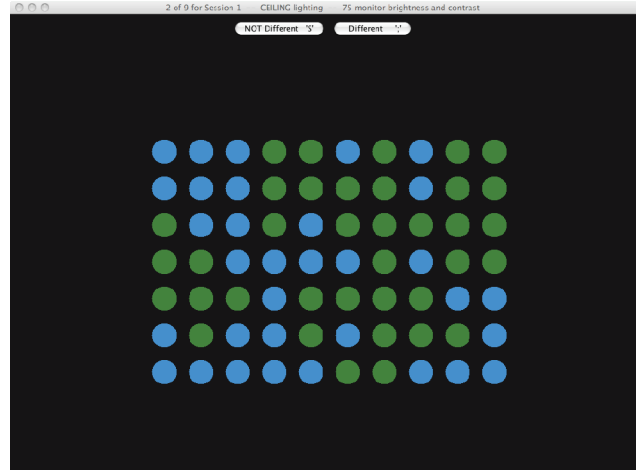 2 of 9 for Session 1 CEILING lighting 75 monitor brightness and contrast
NOT Different 'S' Different ';'